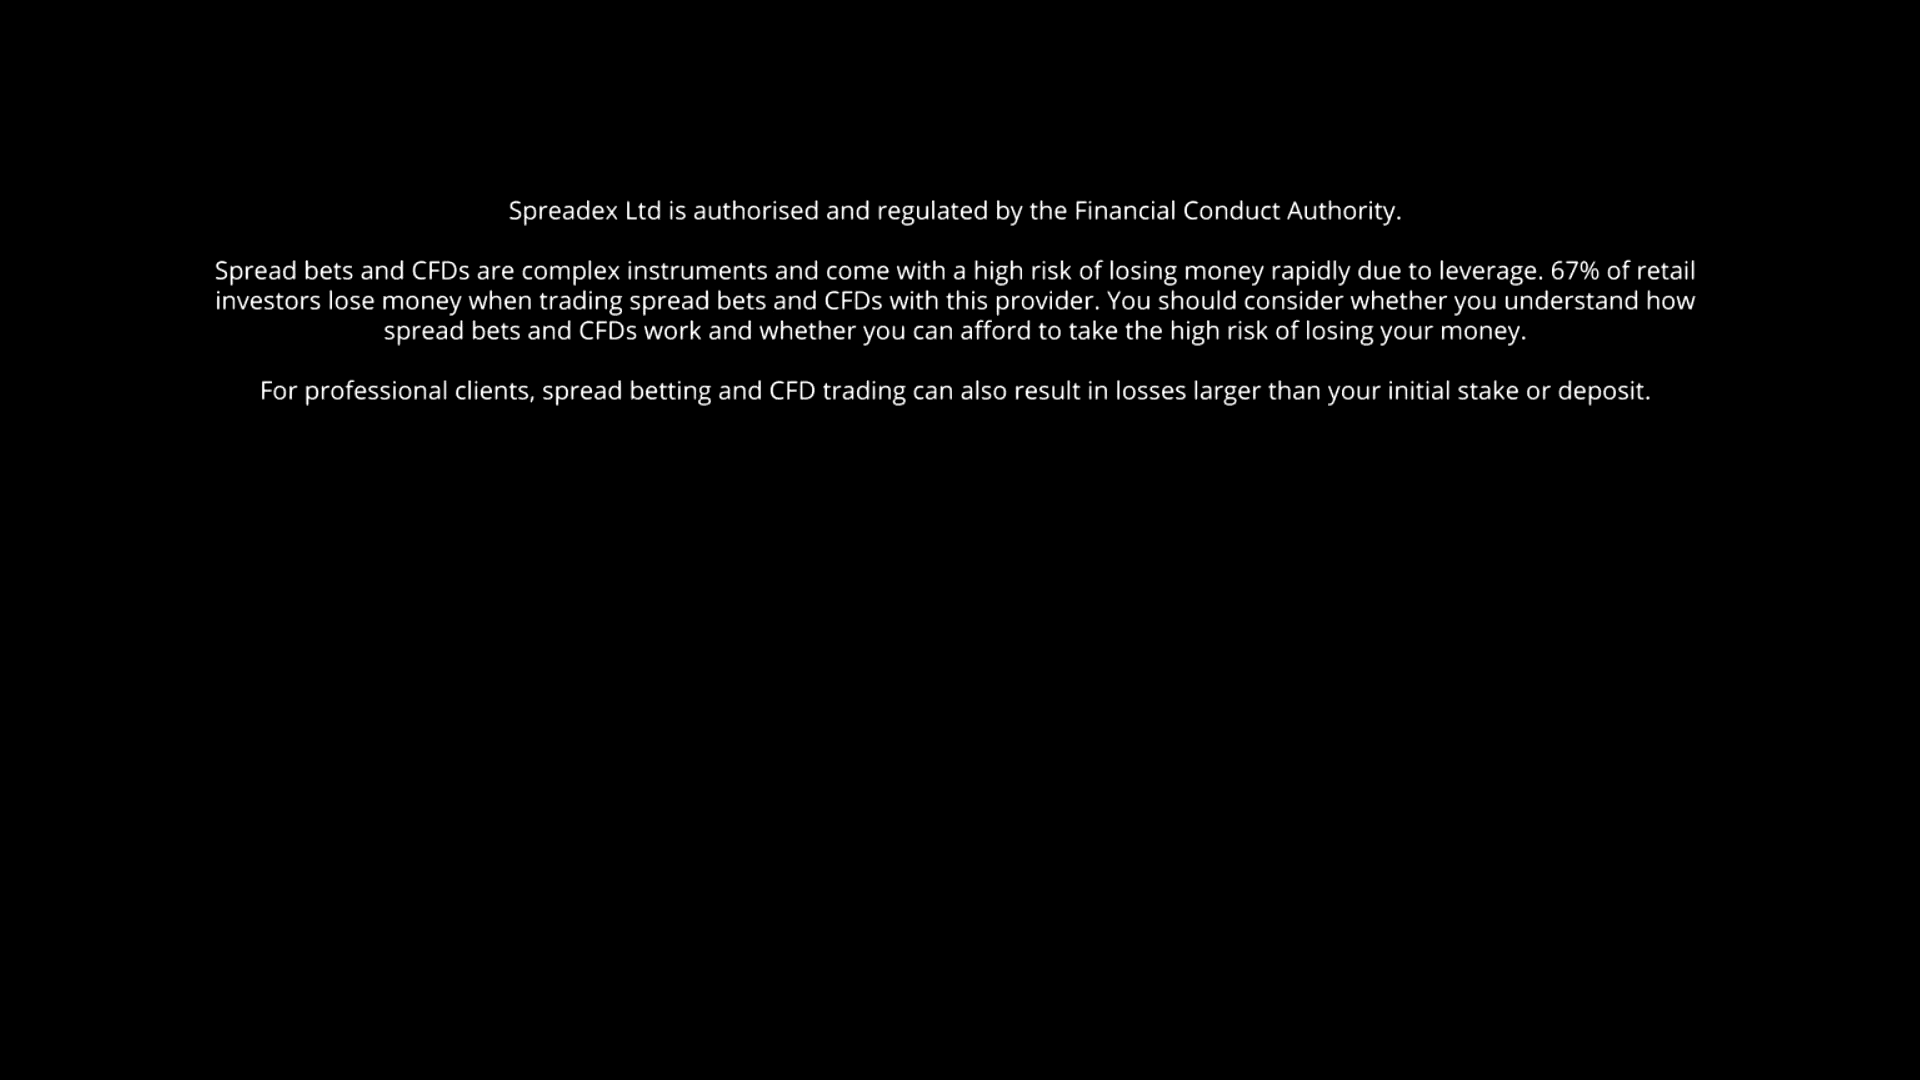 Spreadex Ltd is authorised and regulated by the Financial Conduct Authority.
Spread bets and CFDs are complex instruments and come with a high risk of losing money rapidly due to leverage. 67% of retail
investors lose money when trading spread bets and CFDs with this provider. You should consider whether you understand how
spread bets and CFDs work and whether you can afford to take the high risk of losing your money.
For professional clients, spread betting and CFD trading can also result in losses larger than your initial stake or deposit.